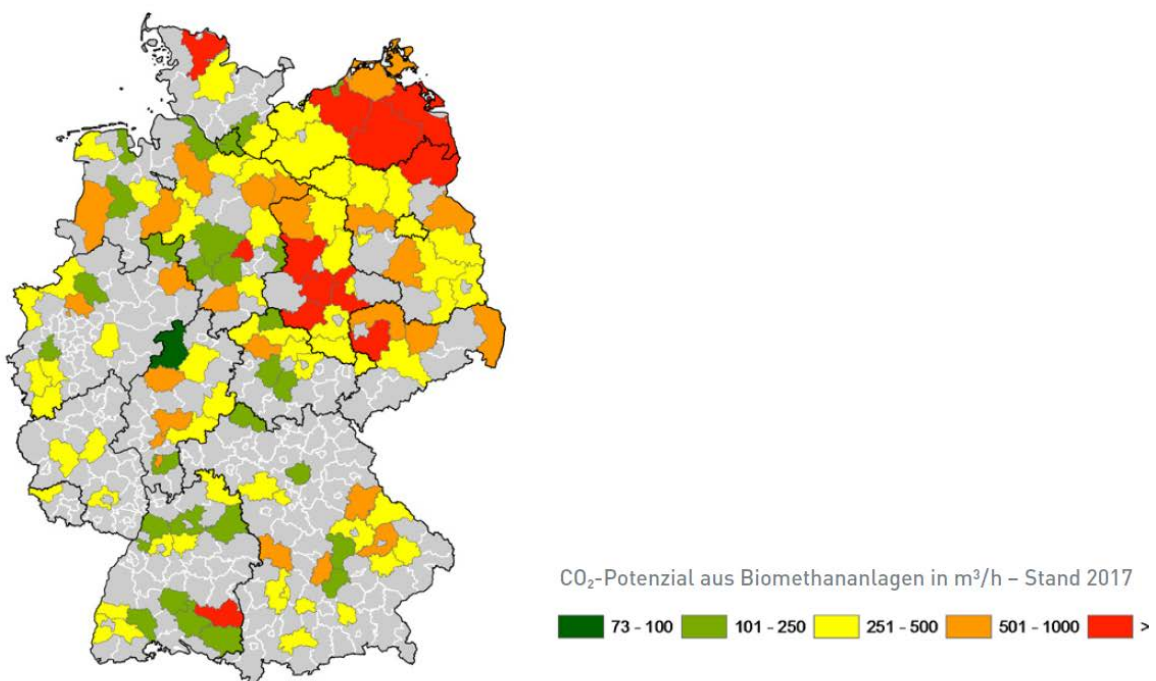 CO₂-Potenzial aus Biomethananlagen in m³/h – Stand 2017
73 - 100 101 - 250 251 - 500 501 - 1000 >